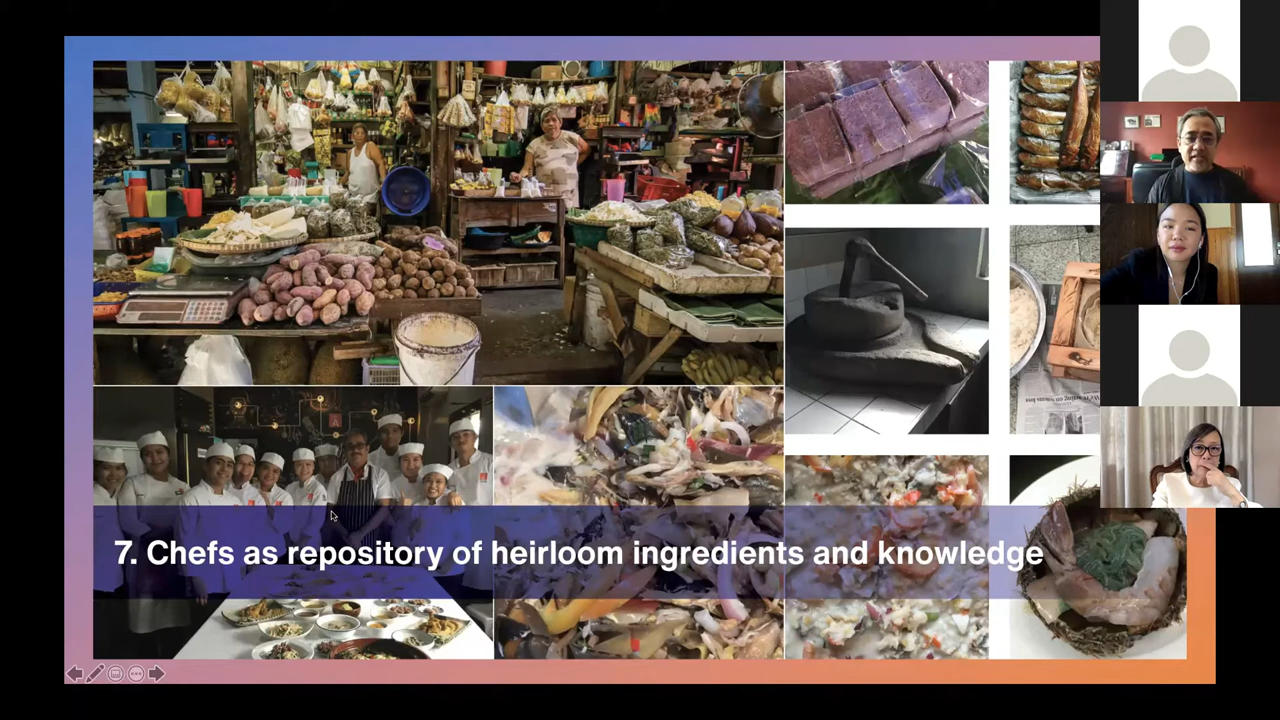 7. Chefs as repository of heirloom ingredients and knowledge